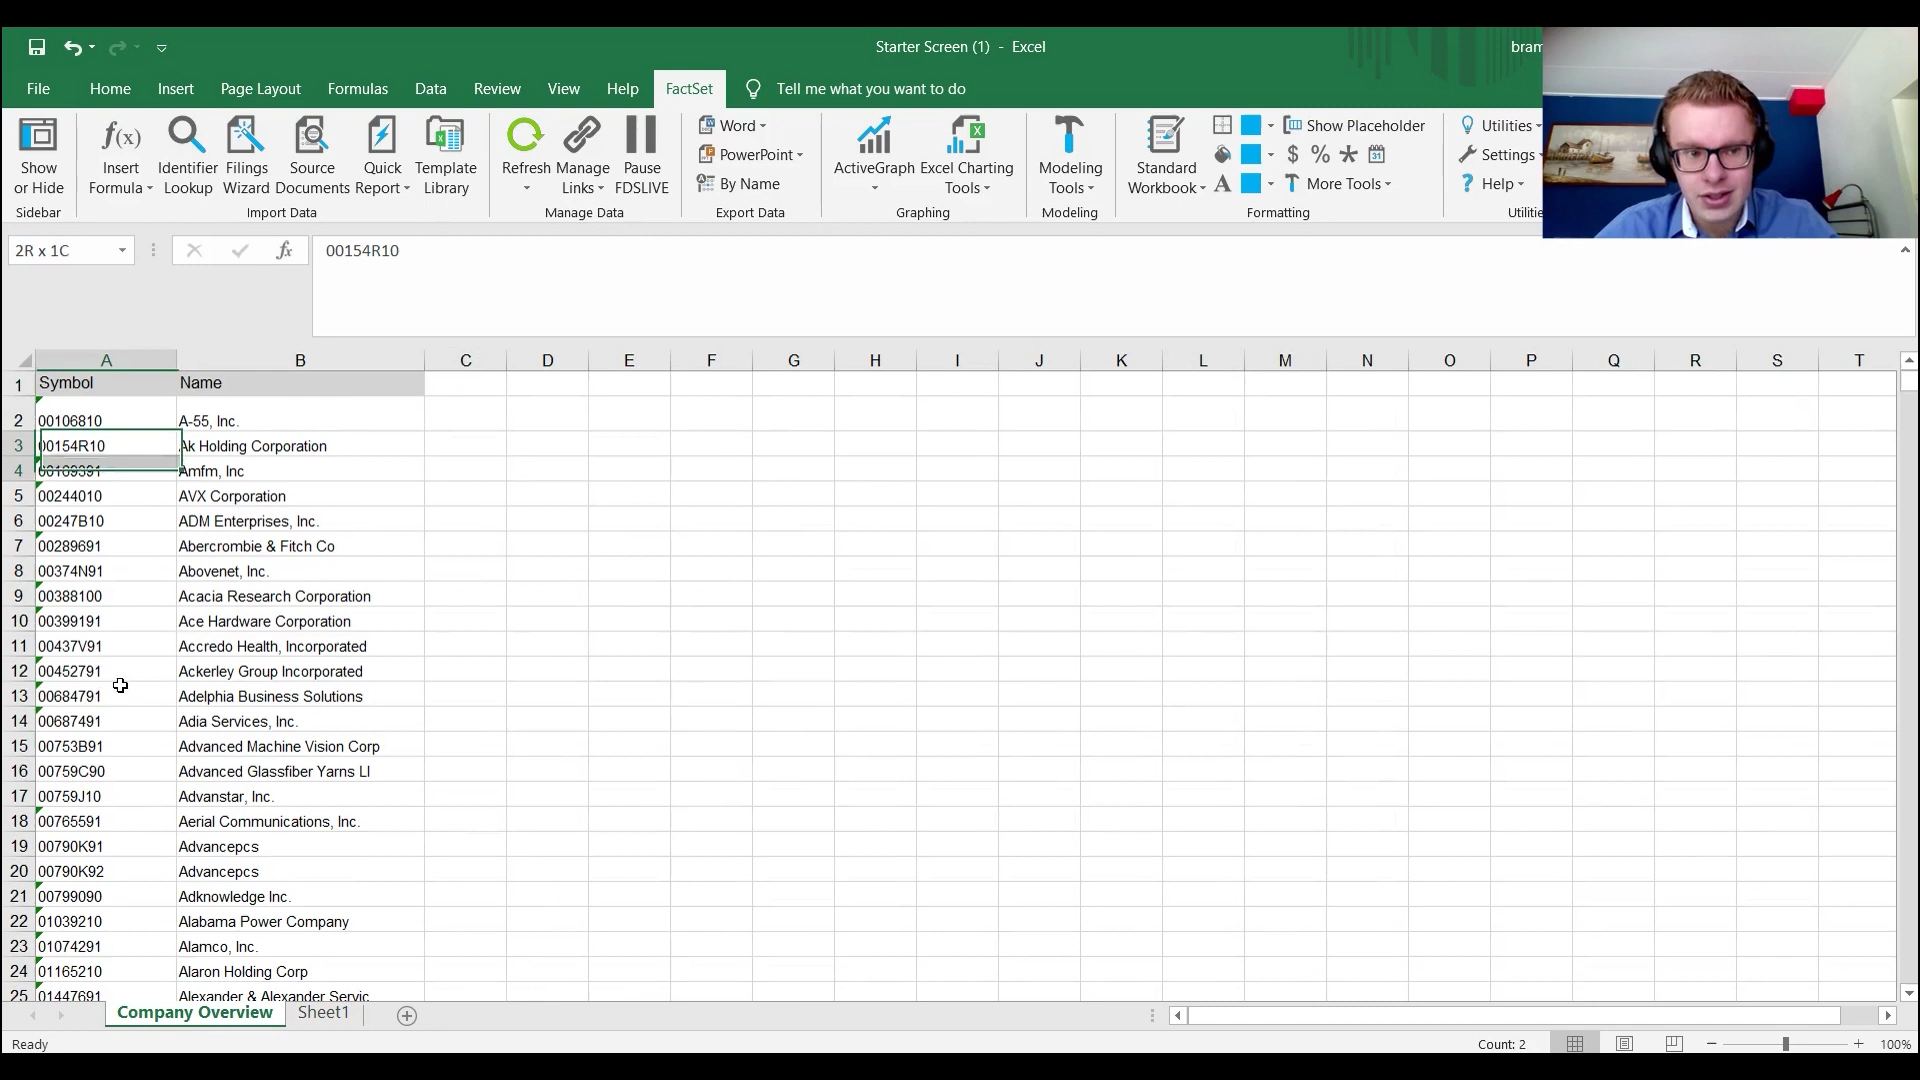 Starter Screen (1) - Excel
bram
File Home Insert Page Layout Formulas Data Review View Help FactSet Tell me what you want to do
Show or Hide
Sidebar
Insert Formula
Identifier Lookup
Filings Wizard
Source Documents
Quick Report
Template Library
Import Data
Refresh
Manage Links
Pause FDSLIVE
Manage Data
Word
PowerPoint
By Name
Export Data
ActiveGraph
Excel Charting Tools
Graphing
Modeling Tools
Modeling
Standard Workbook
Show Placeholder
More Tools
Formatting
Utilities
Settings
Help
Utilitie
2R x 1C
fx
00154R10
A B C D E F G H I J K L M N O P Q R S T
1 Symbol Name
2 00106810 A-55, Inc.
3 00154R10 Ak Holding Corporation
4 00169391 Amfm, Inc
5 00244010 AVX Corporation
6 00247B10 ADM Enterprises, Inc.
7 00289691 Abercrombie & Fitch Co
8 00374N91 Abovenet, Inc.
9 00388100 Acacia Research Corporation
10 00399191 Ace Hardware Corporation
11 00437V91 Accredo Health, Incorporated
12 00452791 Ackerley Group Incorporated
13 00684791 Adelphia Business Solutions
14 00687491 Adia Services, Inc.
15 00753B91 Advanced Machine Vision Corp
16 00759C90 Advanced Glassfiber Yarns Ll
17 00759J10 Advanstar, Inc.
18 00765591 Aerial Communications, Inc.
19 00790K91 Advancepcs
20 00790K92 Advancepcs
21 00799090 Adknowledge Inc.
22 01039210 Alabama Power Company
23 01074291 Alamco, Inc.
24 01165210 Alaron Holding Corp
25 01447691 Alexander & Alexander Servic
Company Overview Sheet1
Ready
Count: 2
100%